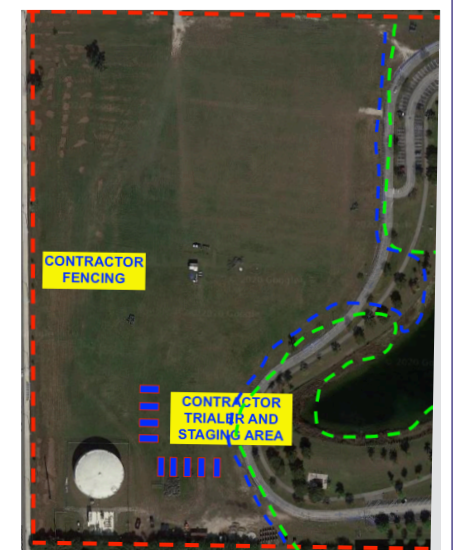 CONTRACTOR
FENCING
CONTRACTOR
TRIALER AND
STAGING AREA